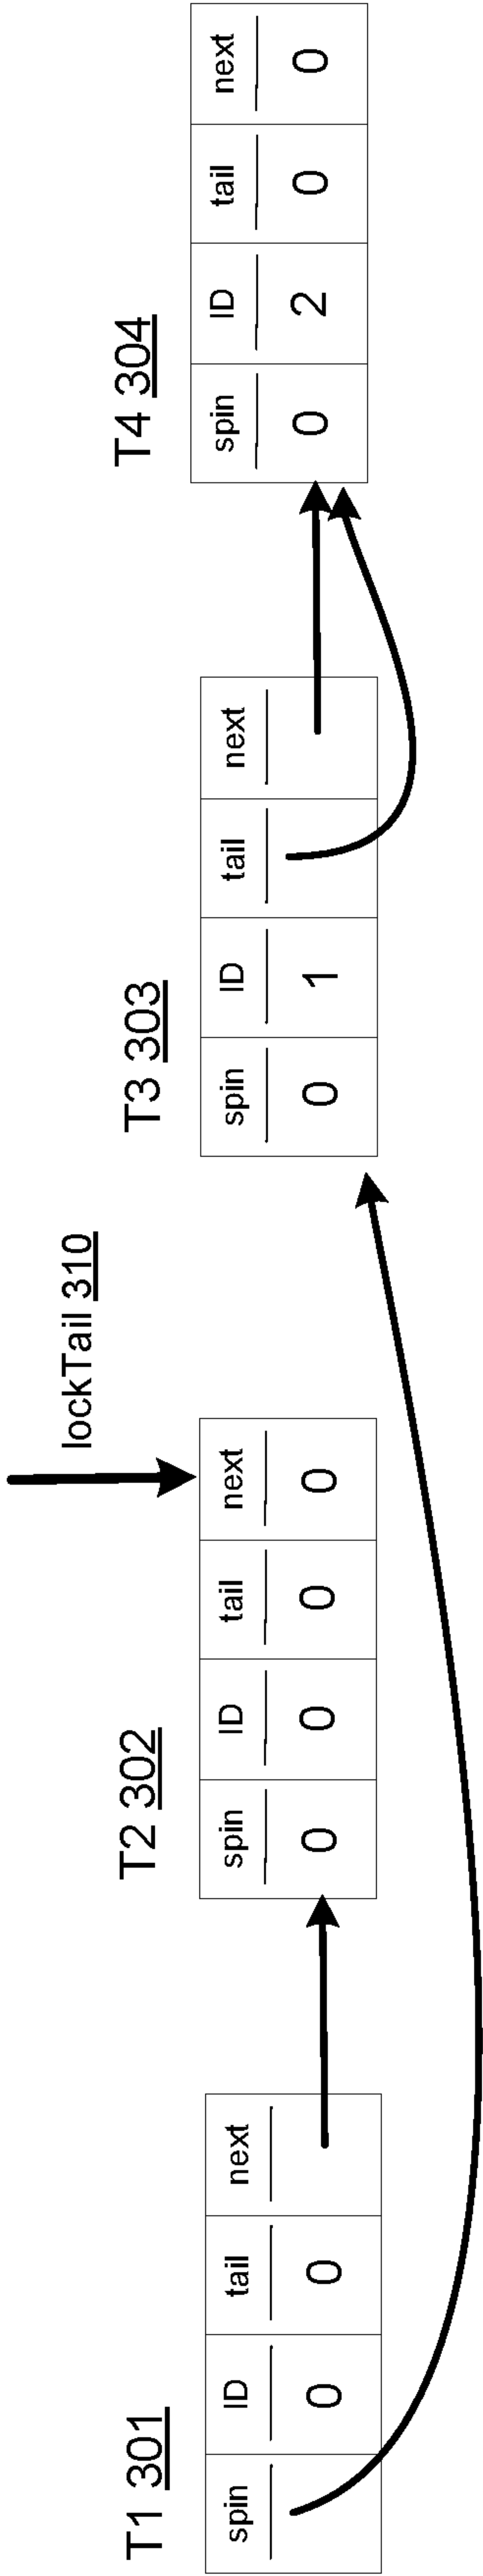 lockTail 310
T1 301
spin ID tail next
0 0
T2 302
spin ID tail next
0 0 0 0
T3 303
spin ID tail next
0 1
T4 304
spin ID tail next
0 2 0 0